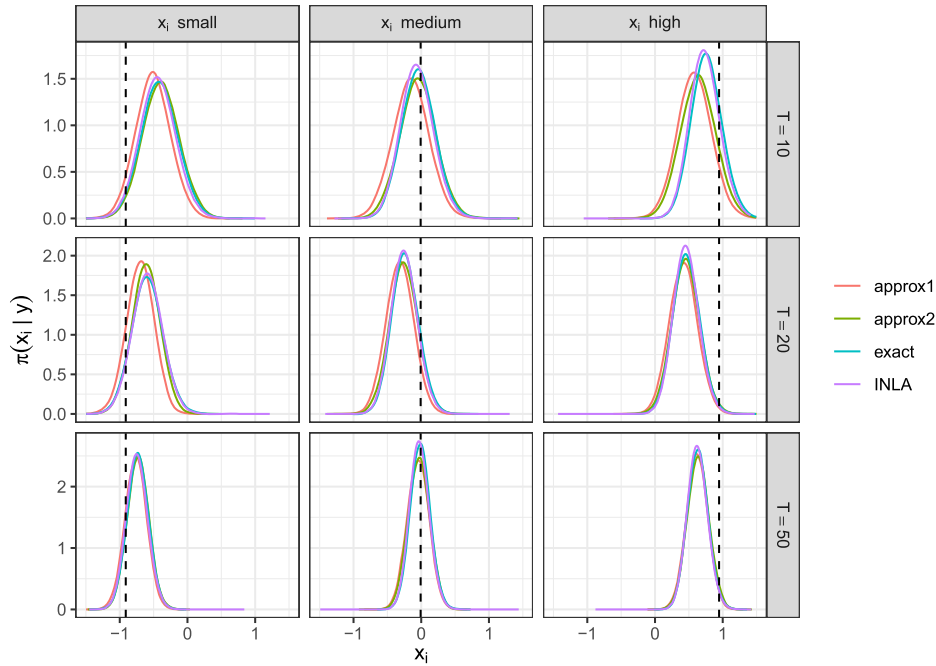 xᵢ small
xᵢ medium
xᵢ high
1.5
1.0
0.5
0.0
T = 10
2.0
1.5
1.0
0.5
0.0
T = 20
2
1
0
T = 50
−1 0 1
−1 0 1
−1 0 1
xᵢ
π(xᵢ | y)
approx1
approx2
exact
INLA